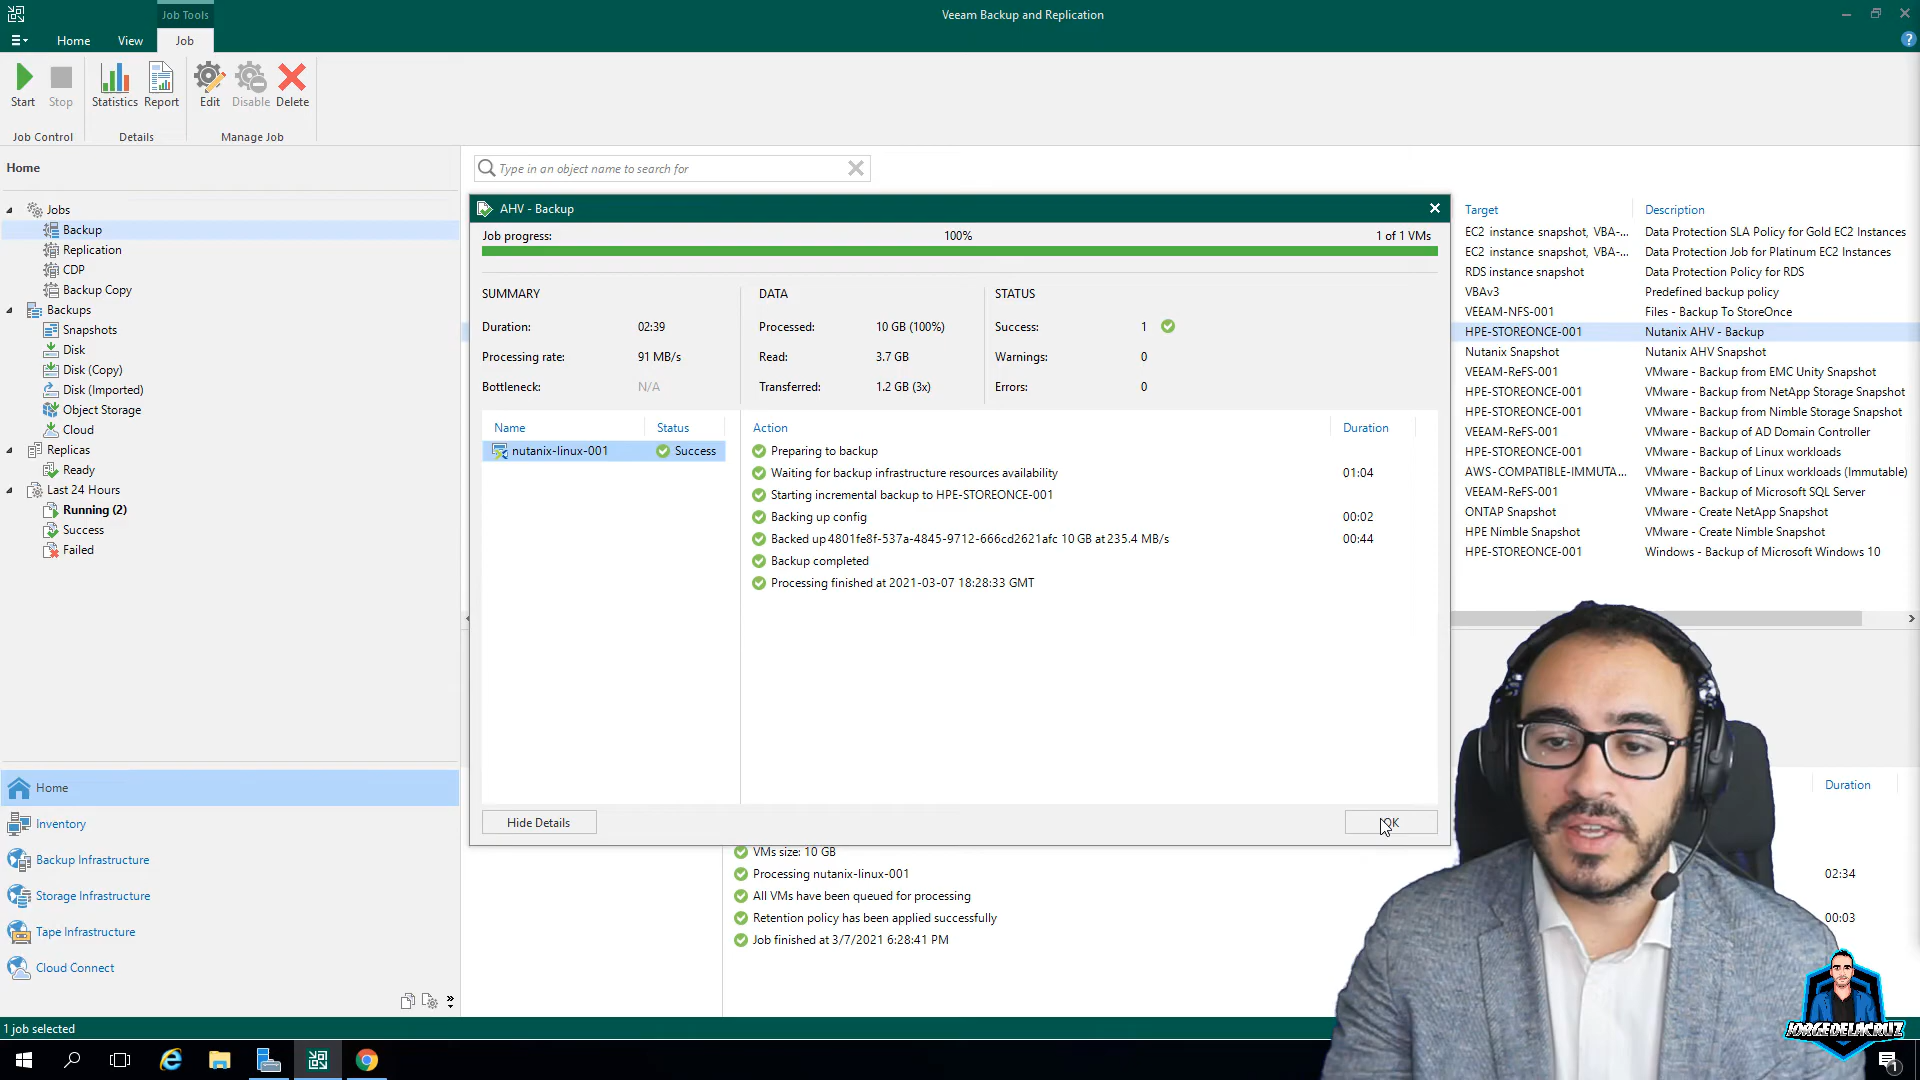 Job Tools
Veeam Backup and Replication
Home
View
Job
Start
Stop
Statistics
Report
Edit
Disable
Delete
Job Control
Details
Manage Job
Home
Type in an object name to search for
Jobs
Backup
Replication
CDP
Backup Copy
Backups
Snapshots
Disk
Disk (Copy)
Disk (Imported)
Object Storage
Cloud
Replicas
Ready
Last 24 Hours
Running (2)
Success
Failed
Home
Inventory
Backup Infrastructure
Storage Infrastructure
Tape Infrastructure
Cloud Connect
1 job selected
AHV - Backup
Job progress: 100% 1 of 1 VMs
SUMMARY
Duration: 02:39
Processing rate: 91 MB/s
Bottleneck: N/A
DATA
Processed: 10 GB (100%)
Read: 3.7 GB
Transferred: 1.2 GB (3x)
STATUS
Success: 1
Warnings: 0
Errors: 0
Name Status
nutanix-linux-001 Success
Action Duration
Preparing to backup
Waiting for backup infrastructure resources availability 01:04
Starting incremental backup to HPE-STOREONCE-001
Backing up config 00:02
Backed up 4801fe8f-537a-4845-9712-666cd2621afc 10 GB at 235.4 MB/s 00:44
Backup completed
Processing finished at 2021-03-07 18:28:33 GMT
Hide Details
OK
Target Description
EC2 instance snapshot, VBA-... Data Protection SLA Policy for Gold EC2 Instances
EC2 instance snapshot, VBA-... Data Protection Job for Platinum EC2 Instances
RDS instance snapshot Data Protection Policy for RDS
VBAv3 Predefined backup policy
VEEAM-NFS-001 Files - Backup To StoreOnce
HPE-STOREONCE-001 Nutanix AHV - Backup
Nutanix Snapshot Nutanix AHV Snapshot
VEEAM-ReFS-001 VMware - Backup from EMC Unity Snapshot
HPE-STOREONCE-001 VMware - Backup from NetApp Storage Snapshot
HPE-STOREONCE-001 VMware - Backup from Nimble Storage Snapshot
VEEAM-ReFS-001 VMware - Backup of AD Domain Controller
HPE-STOREONCE-001 VMware - Backup of Linux workloads
AWS-COMPATIBLE-IMMUTA... VMware - Backup of Linux workloads (Immutable)
VEEAM-ReFS-001 VMware - Backup of Microsoft SQL Server
ONTAP Snapshot VMware - Create NetApp Snapshot
HPE Nimble Snapshot VMware - Create Nimble Snapshot
HPE-STOREONCE-001 Windows - Backup of Microsoft Windows 10
Duration
VMs size: 10 GB
Processing nutanix-linux-001 02:34
All VMs have been queued for processing
Retention policy has been applied successfully 00:03
Job finished at 3/7/2021 6:28:41 PM
JORGEDELACRUZ
1